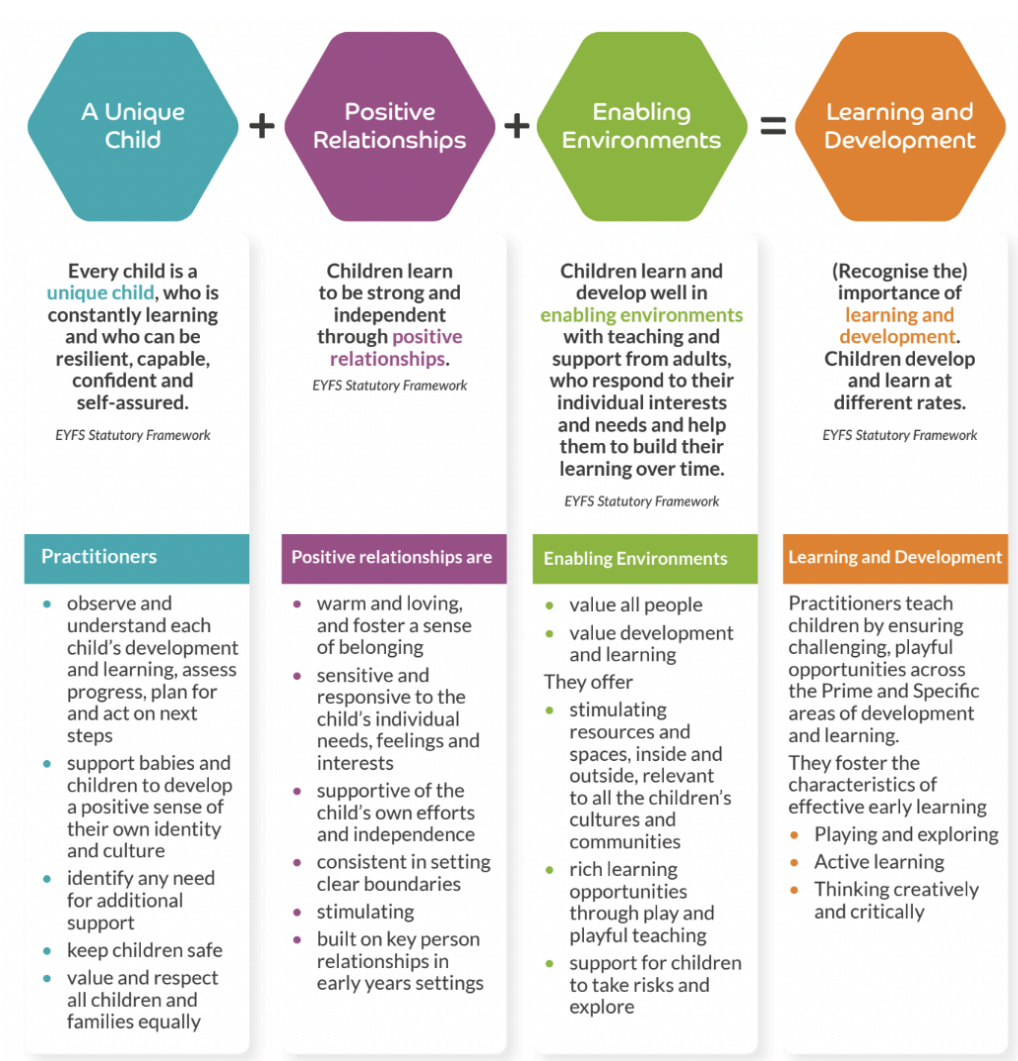 A Unique
Child
+
Positive
Relationships
+
Enabling
Environments
=
Learning and
Development
Every child is a
unique child, who is
constantly learning
and who can be
resilient, capable,
confident and
self-assured.
EYFS Statutory Framework
Children learn
to be strong and
independent
through positive
relationships.
EYFS Statutory Framework
Children learn and
develop well in
enabling environments
with teaching and
support from adults,
who respond to their
individual interests
and needs and help
them to build their
learning over time.
EYFS Statutory Framework
(Recognise the)
importance of
learning and
development.
Children develop
and learn at
different rates.
EYFS Statutory Framework
Practitioners
• observe and
understand each
child's development
and learning, assess
progress, plan for
and act on next
steps
• support babies and
children to develop
a positive sense of
their own identity
and culture
• identify any need
for additional
support
• keep children safe
• value and respect
all children and
families equally
Positive relationships are
• warm and loving,
and foster a sense
of belonging
• sensitive and
responsive to the
child's individual
needs, feelings and
interests
• supportive of the
child's own efforts
and independence
• consistent in setting
clear boundaries
• stimulating
• built on key person
relationships in
early years settings
Enabling Environments
• value all people
• value development
and learning
They offer
• stimulating
resources and
spaces, inside and
outside, relevant
to all the children's
cultures and
communities
• rich learning
opportunities
through play and
playful teaching
• support for children
to take risks and
explore
Learning and Development
Practitioners teach
children by ensuring
challenging, playful
opportunities across
the Prime and Specific
areas of development
and learning.
They foster the
characteristics of
effective early learning
• Playing and exploring
• Active learning
• Thinking creatively
and critically